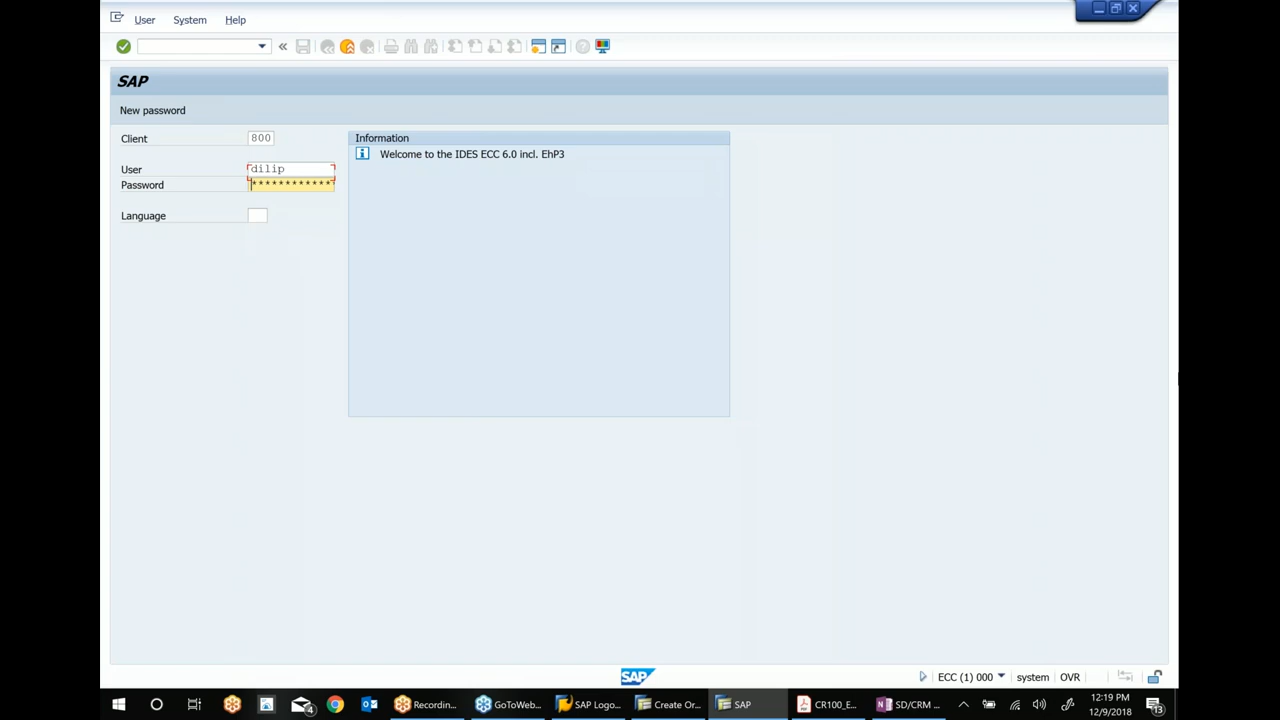 User System Help
SAP
New password
Client 800
User dilip
Password ************
Language
Information
Welcome to the IDES ECC 6.0 incl. EhP3
SAP
ECC (1) 000 system OVR
4 Recordin... GoToWeb... SAP Logo... Create Or... SAP CR100_E... SD/CRM ...
12:19 PM
12/9/2018
13